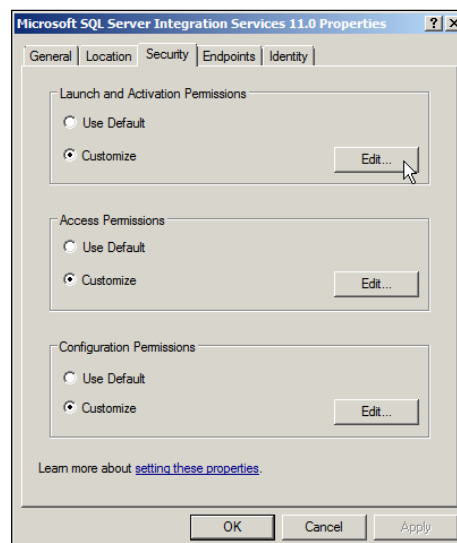 Microsoft SQL Server Integration Services 11.0 Properties
General Location Security Endpoints Identity
Launch and Activation Permissions
Use Default
Customize Edit...
Access Permissions
Use Default
Customize Edit...
Configuration Permissions
Use Default
Customize Edit...
Learn more about setting these properties.
OK Cancel Apply